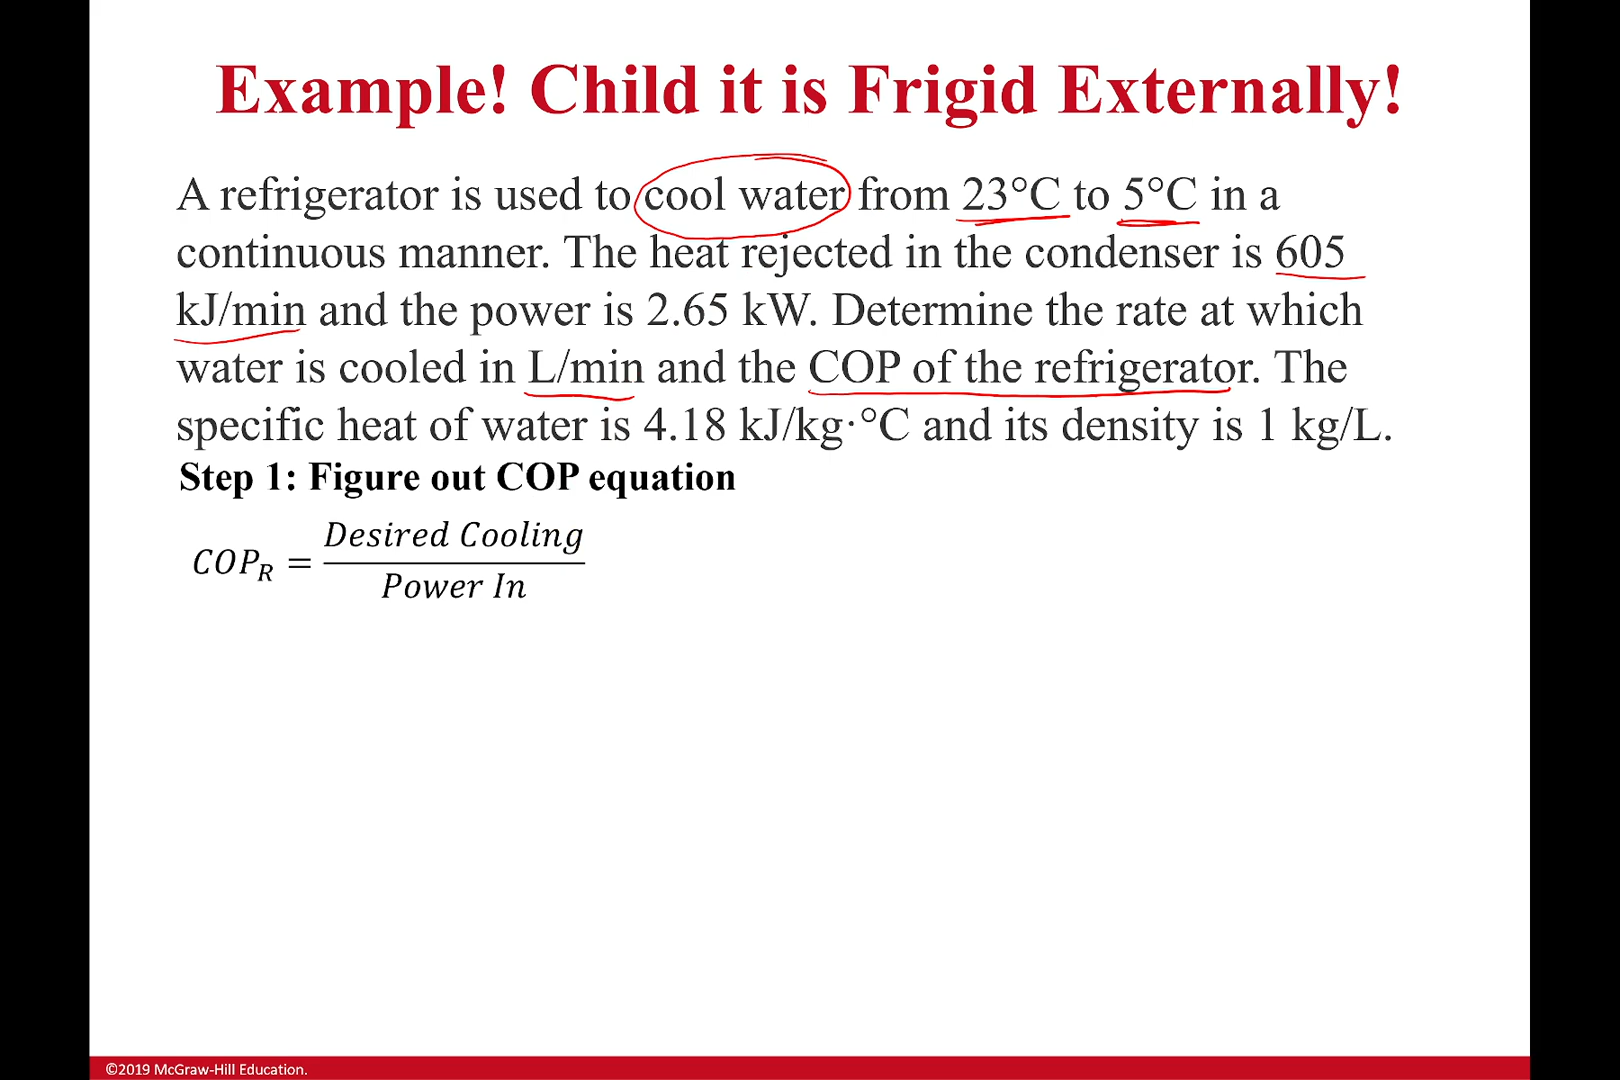 Example! Child it is Frigid Externally!
A refrigerator is used to cool water from 23°C to 5°C in a
continuous manner. The heat rejected in the condenser is 605
kJ/min and the power is 2.65 kW. Determine the rate at which
water is cooled in L/min and the COP of the refrigerator. The
specific heat of water is 4.18 kJ/kg·°C and its density is 1 kg/L.
Step 1: Figure out COP equation
COP_R = Desired Cooling / Power In
©2019 McGraw-Hill Education.